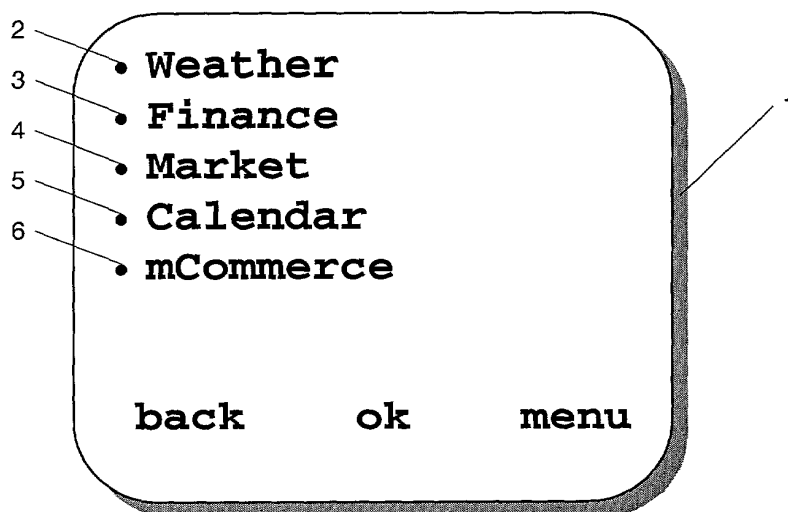 2 • Weather
3 • Finance
4 • Market
5 • Calendar
6 • mCommerce
back ok menu